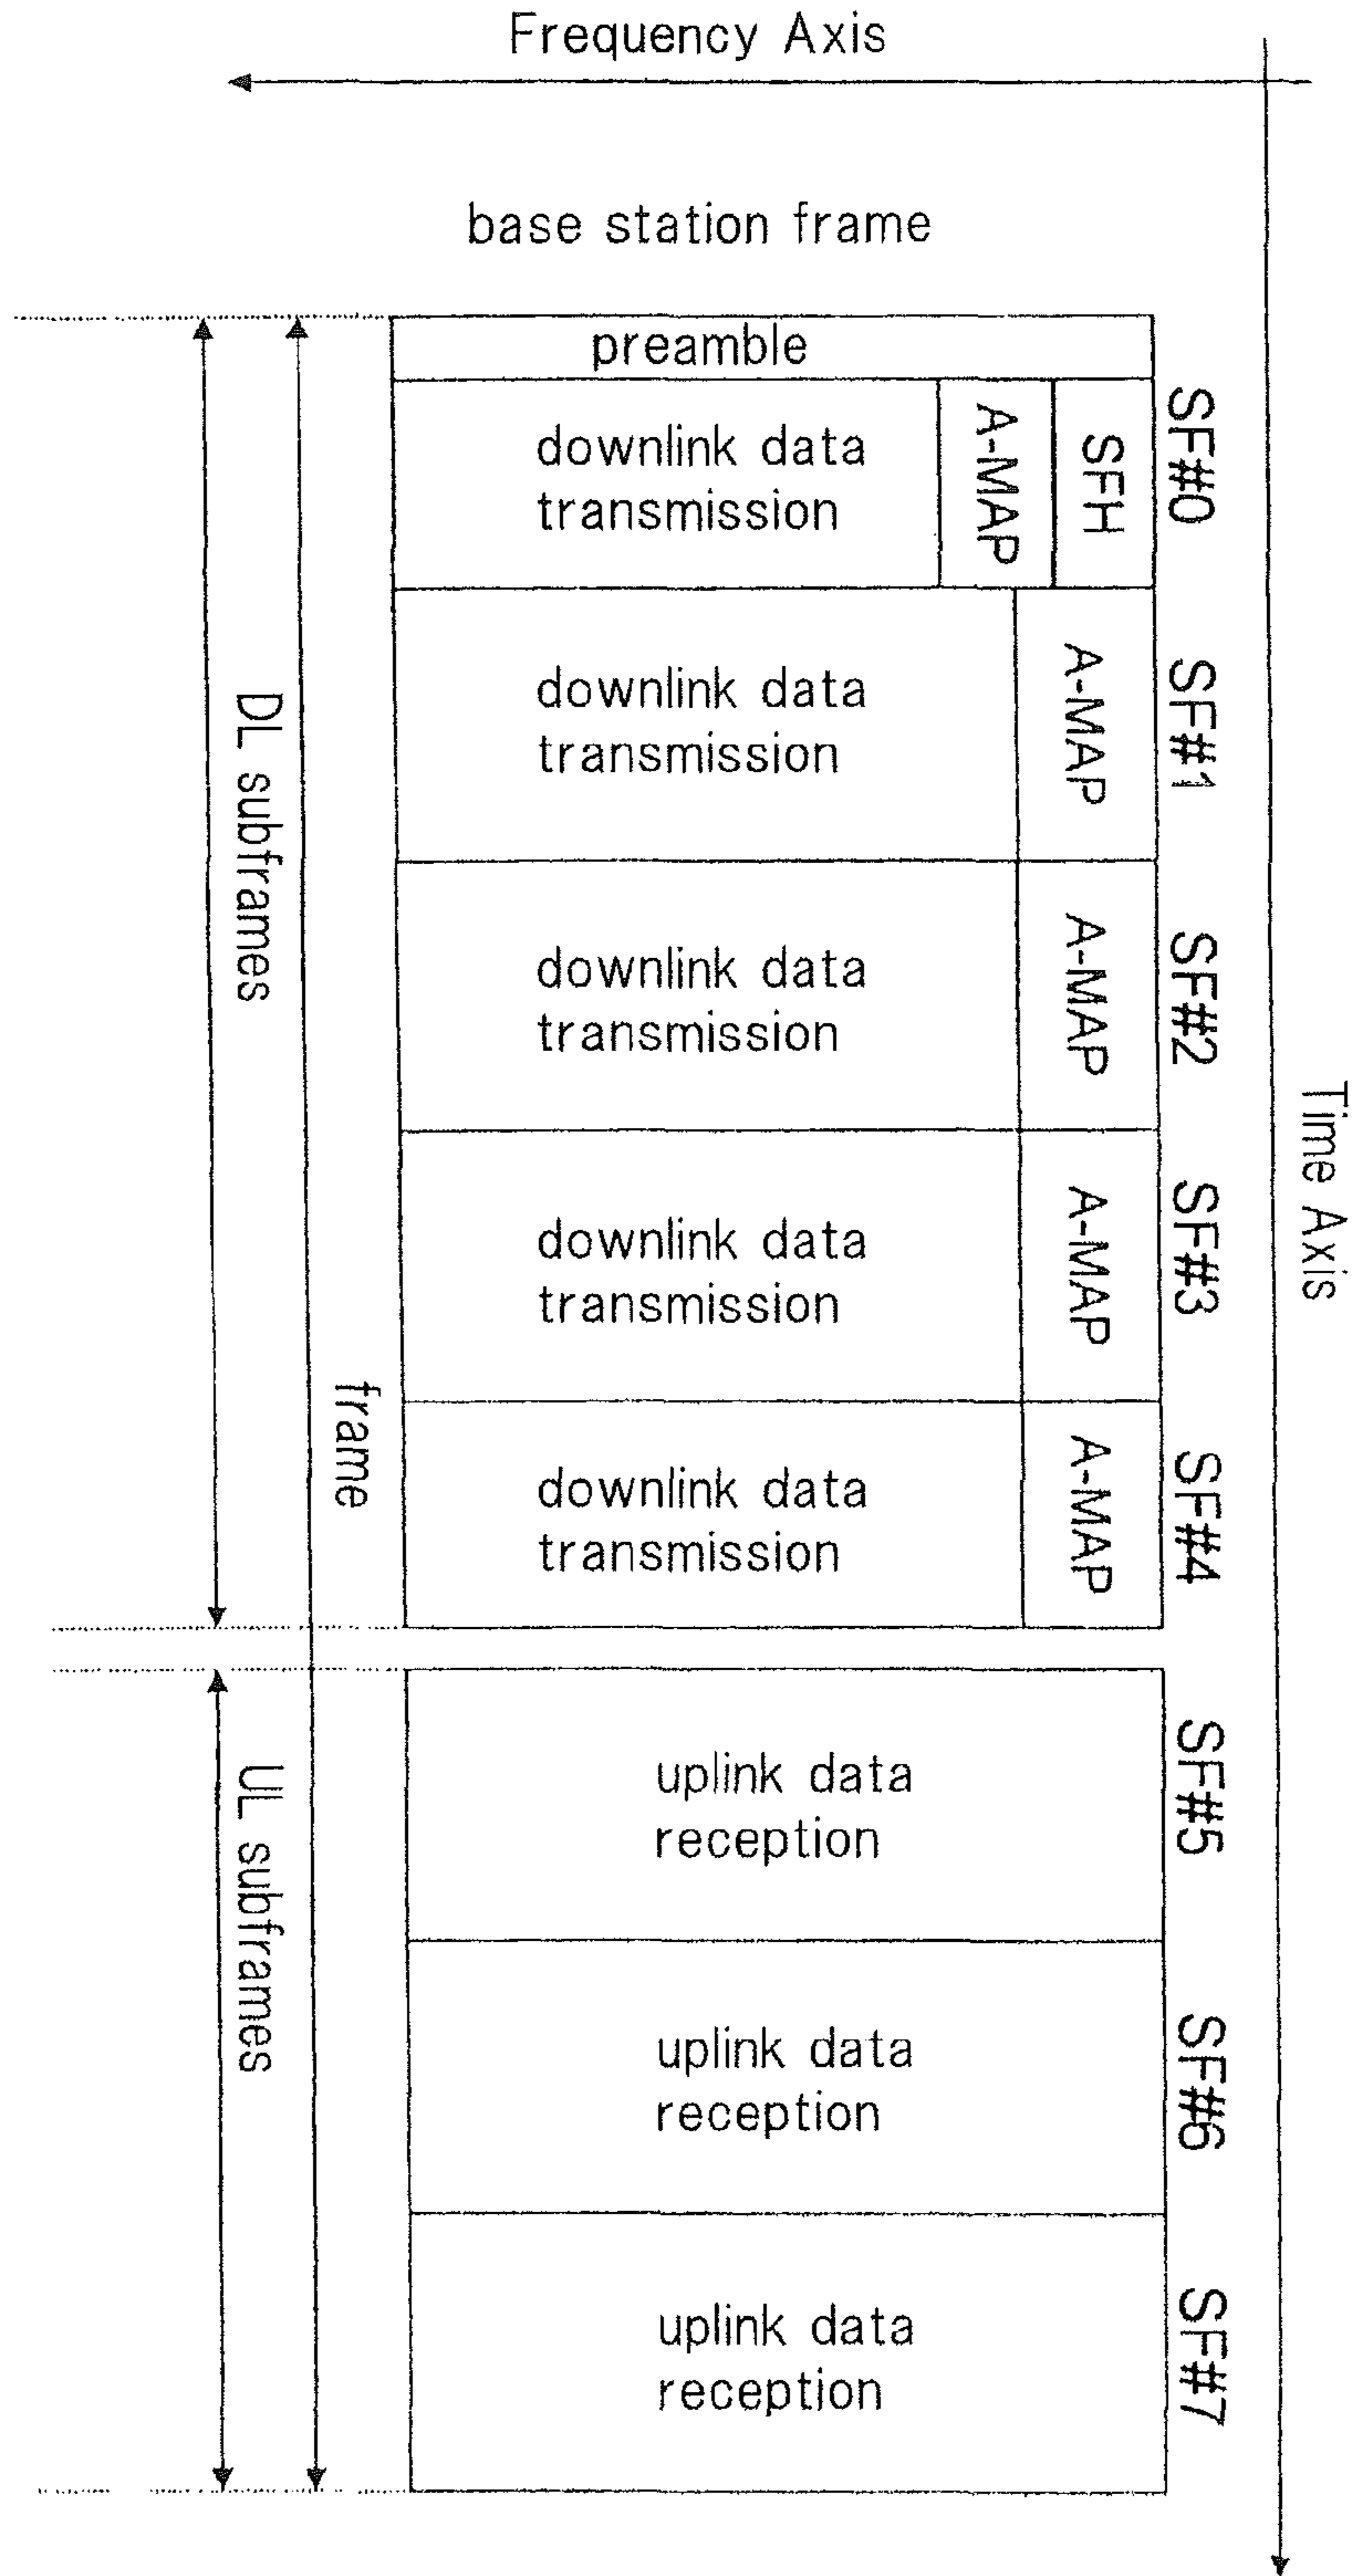 Frequency Axis
base station frame
Time Axis
preamble
downlink data
transmission
A-MAP
SFH
SF#0
downlink data
transmission
A-MAP
SF#1
downlink data
transmission
A-MAP
SF#2
downlink data
transmission
A-MAP
SF#3
downlink data
transmission
A-MAP
SF#4
DL subframes
frame
uplink data
reception
SF#5
uplink data
reception
SF#6
uplink data
reception
SF#7
UL subframes